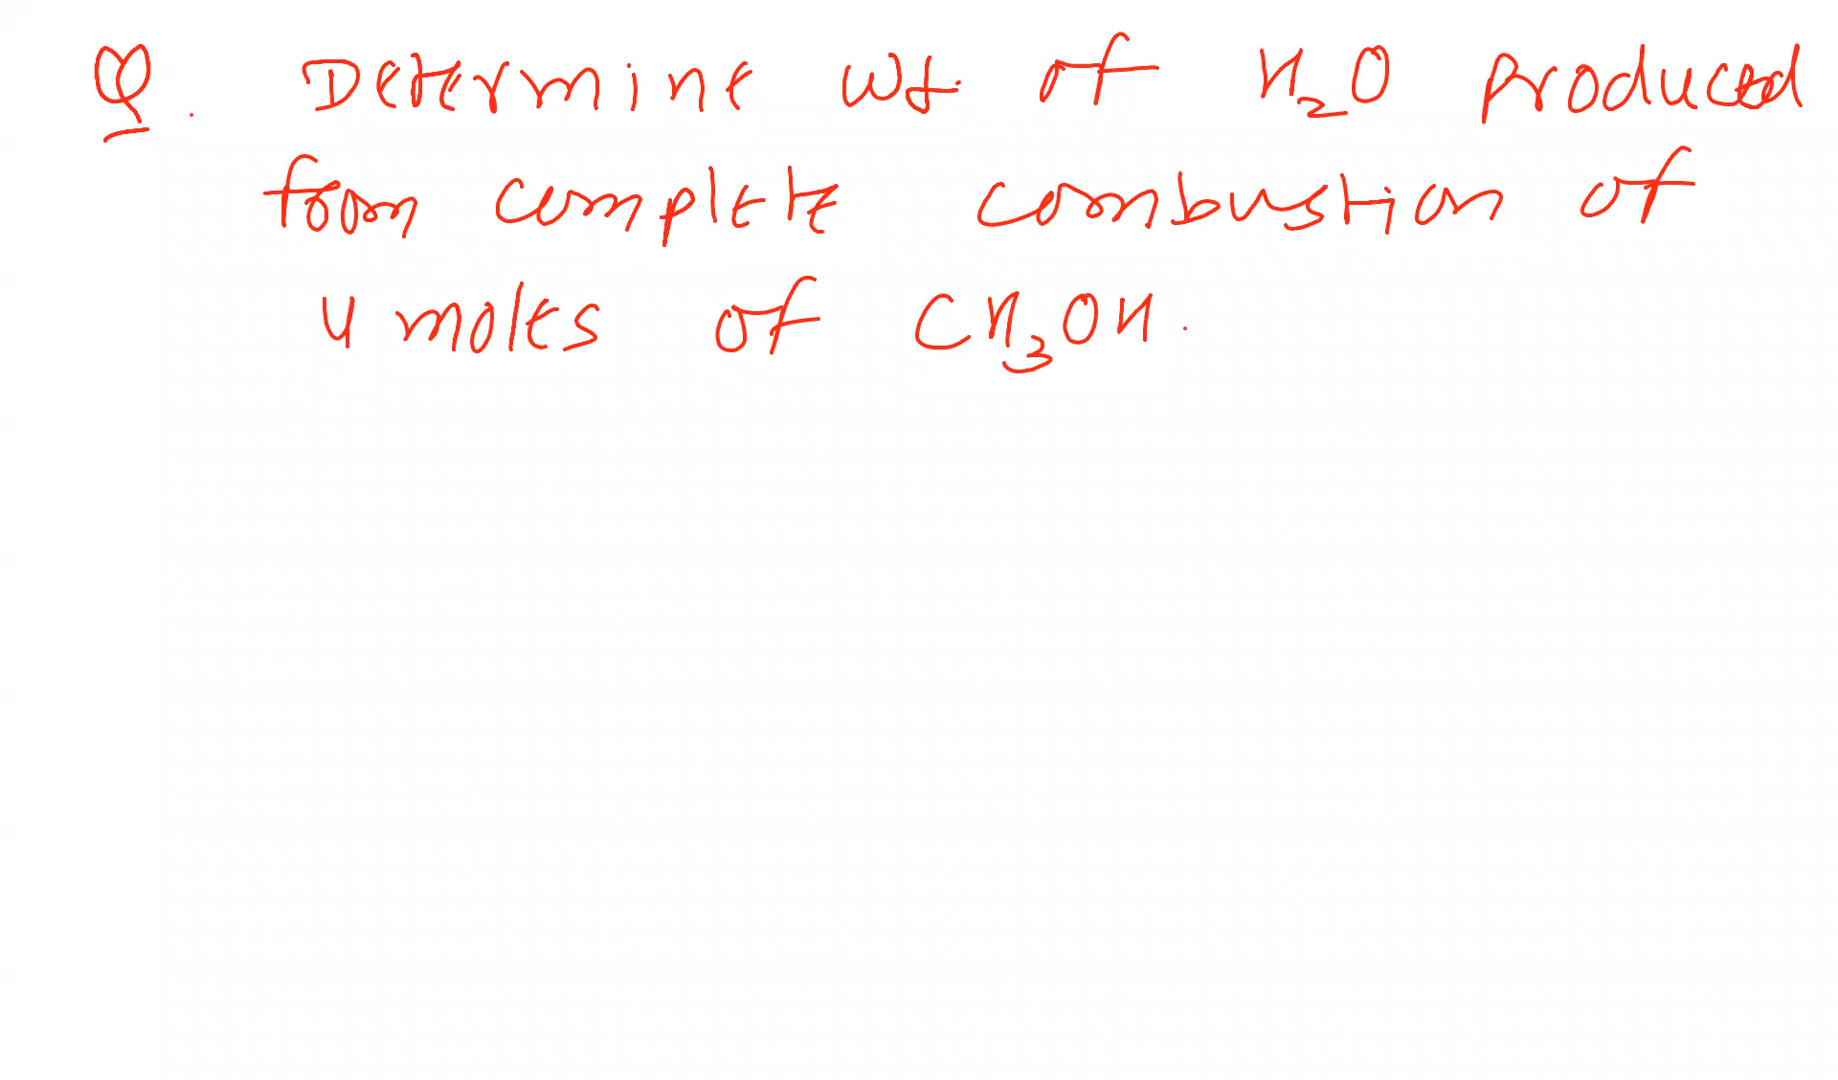 Q. Determine wt. of H₂O produced
from complete combustion of
4 moles of CH₃OH.